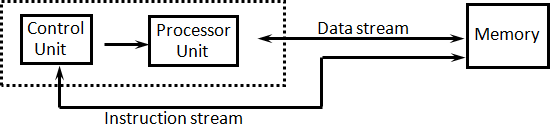 Control
Unit
Processor
Unit
Data stream
Memory
Instruction stream